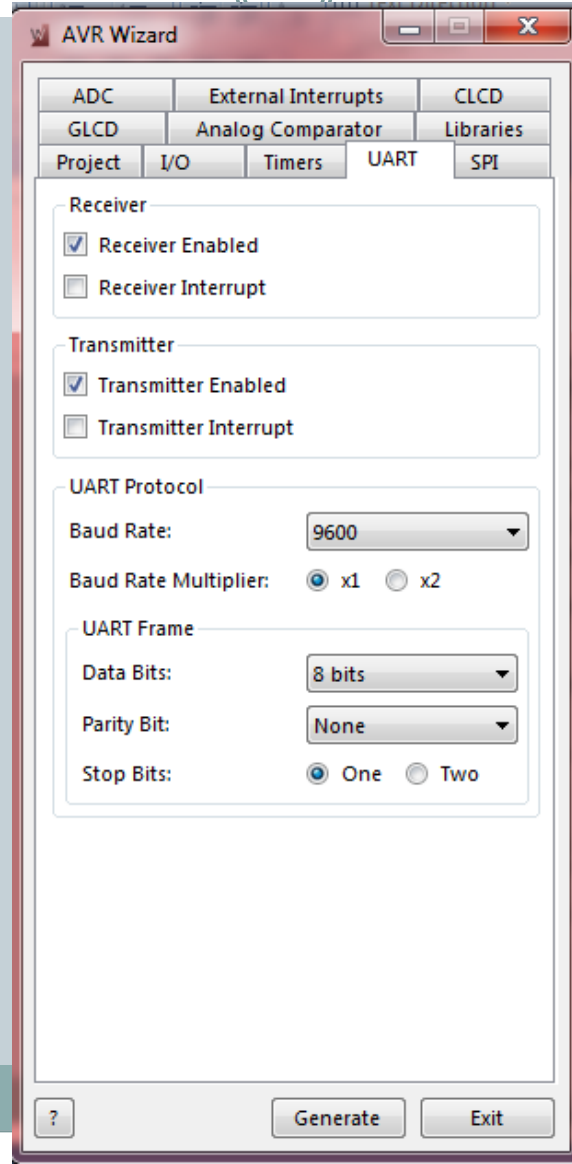 AVR Wizard
ADC External Interrupts CLCD
GLCD Analog Comparator Libraries
Project I/O Timers UART SPI
Receiver
Receiver Enabled
Receiver Interrupt
Transmitter
Transmitter Enabled
Transmitter Interrupt
UART Protocol
Baud Rate: 9600
Baud Rate Multiplier: x1 x2
UART Frame
Data Bits: 8 bits
Parity Bit: None
Stop Bits: One Two
? Generate Exit